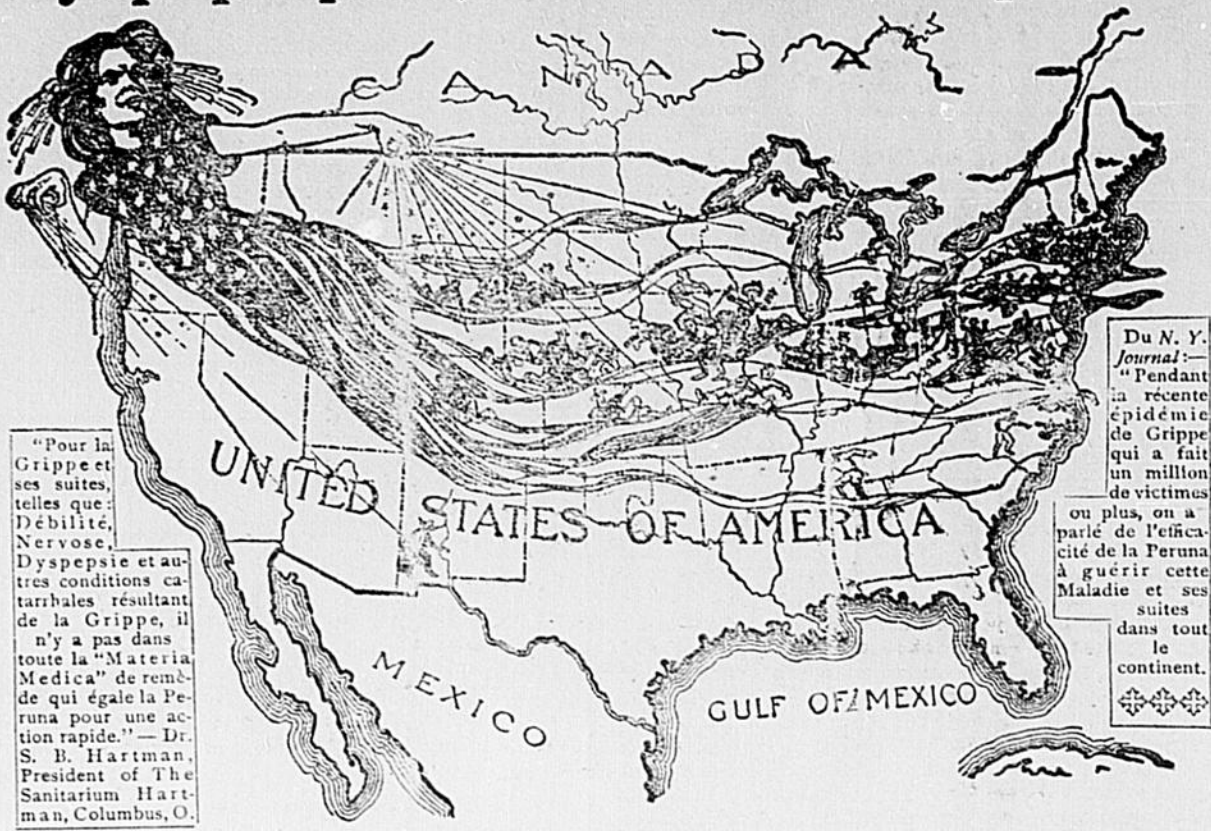 CANADA
UNITED STATES OF AMERICA
MEXICO
GULF OF MEXICO
"Pour la
Grippe et
ses suites,
telles que :
Débilité,
Nervose,
Dyspepsie et au-
tres conditions ca-
tarrhales résultant
de la Grippe, il
n'y a pas dans
toute la "Materia
Medica" de remè-
de qui égale la Pe-
runa pour une ac-
tion rapide." — Dr.
S. B. Hartman,
President of The
Sanitarium Hart-
man, Columbus, O.
Du N. Y.
Journal :—
"Pendant
la récente
épidémie
de Grippe
qui a fait
un million
de victimes
ou plus, on a
parlé de l'effica-
cité de la Peruna
à guérir cette
Maladie et ses
suites
dans tout
le
continent.